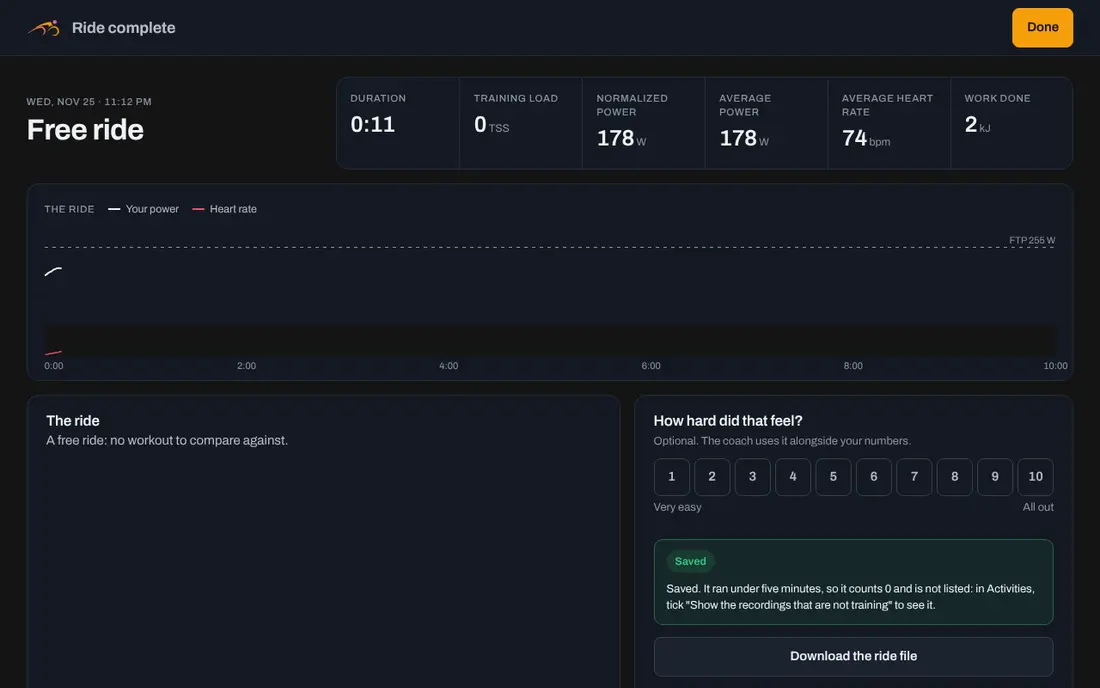 Ride complete
Done
WED, NOV 25 · 11:12 PM
Free ride
DURATION
0:11
TRAINING LOAD
0 TSS
NORMALIZED
POWER
178 W
AVERAGE
POWER
178 W
AVERAGE HEART
RATE
74 bpm
WORK DONE
2 kJ
THE RIDE
Your power
Heart rate
FTP 255 W
0:00
2:00
4:00
6:00
8:00
10:00
The ride
A free ride: no workout to compare against.
How hard did that feel?
Optional. The coach uses it alongside your numbers.
1 2 3 4 5 6 7 8 9 10
Very easy
All out
Saved
Saved. It ran under five minutes, so it counts 0 and is not listed: in Activities,
tick "Show the recordings that are not training" to see it.
Download the ride file